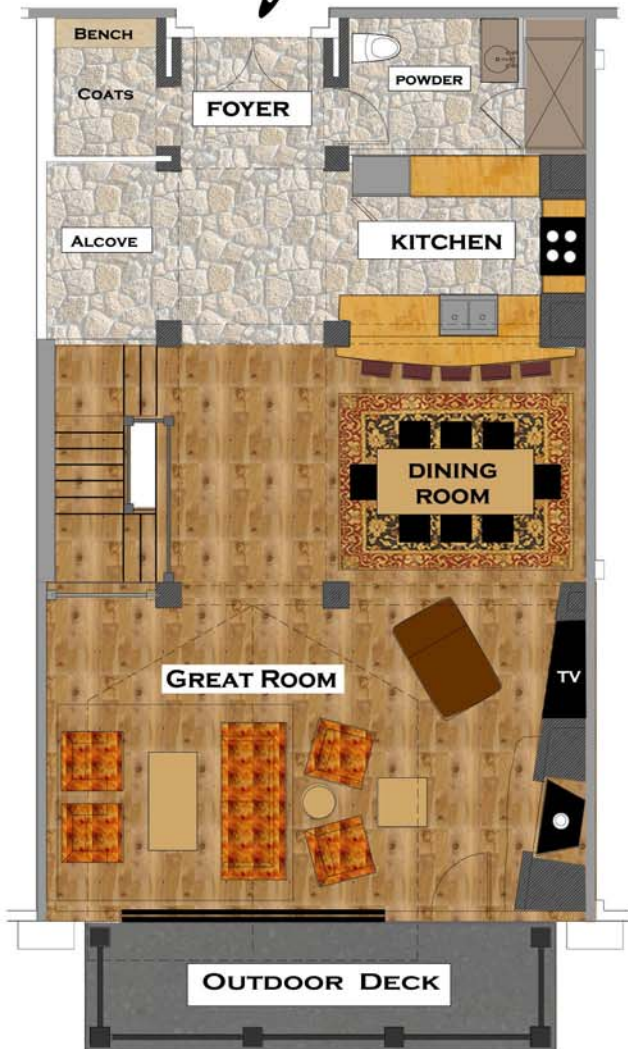 BENCH
COATS
FOYER
POWDER
ALCOVE
KITCHEN
DINING
ROOM
GREAT ROOM
TV
OUTDOOR DECK